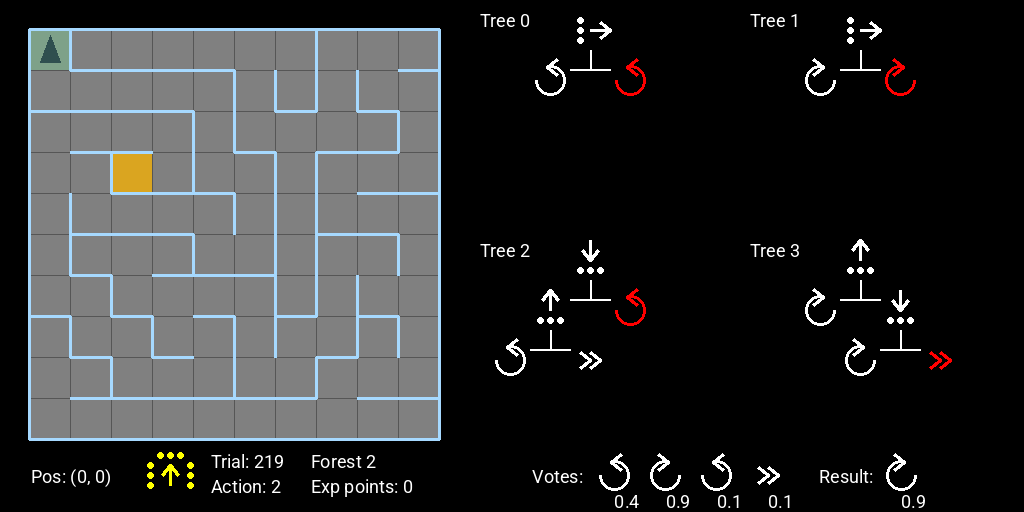 Tree 0
Tree 1
Tree 2
Tree 3
Pos: (0, 0)
Trial: 219
Forest 2
Action: 2
Exp points: 0
Votes:
0.4
0.9
0.1
0.1
Result:
0.9